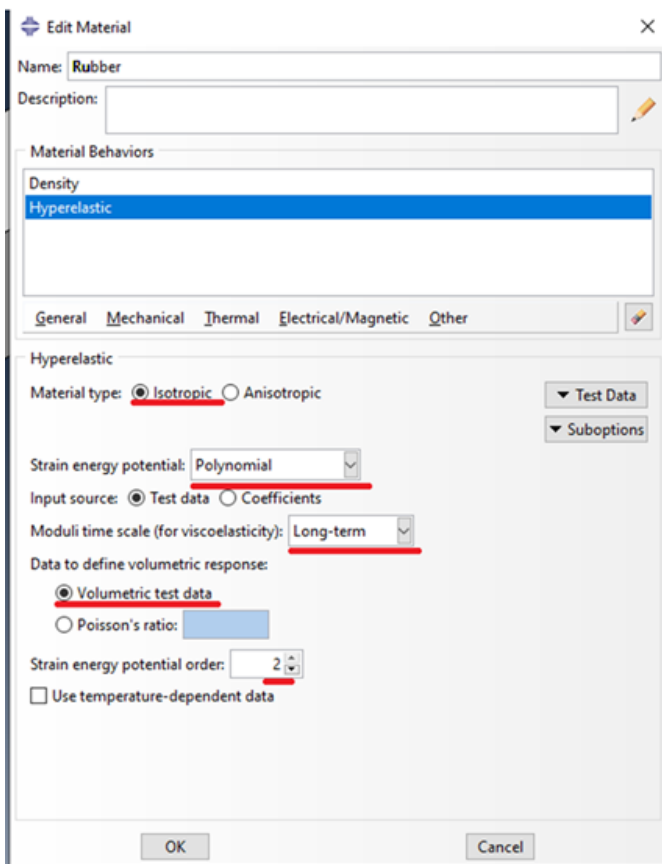 Edit Material
Name: Rubber
Description:
Material Behaviors
Density
Hyperelastic
General Mechanical Thermal Electrical/Magnetic Other
Hyperelastic
Material type: Isotropic Anisotropic
Test Data
Suboptions
Strain energy potential: Polynomial
Input source: Test data Coefficients
Moduli time scale (for viscoelasticity): Long-term
Data to define volumetric response:
Volumetric test data
Poisson's ratio:
Strain energy potential order: 2
Use temperature-dependent data
OK Cancel